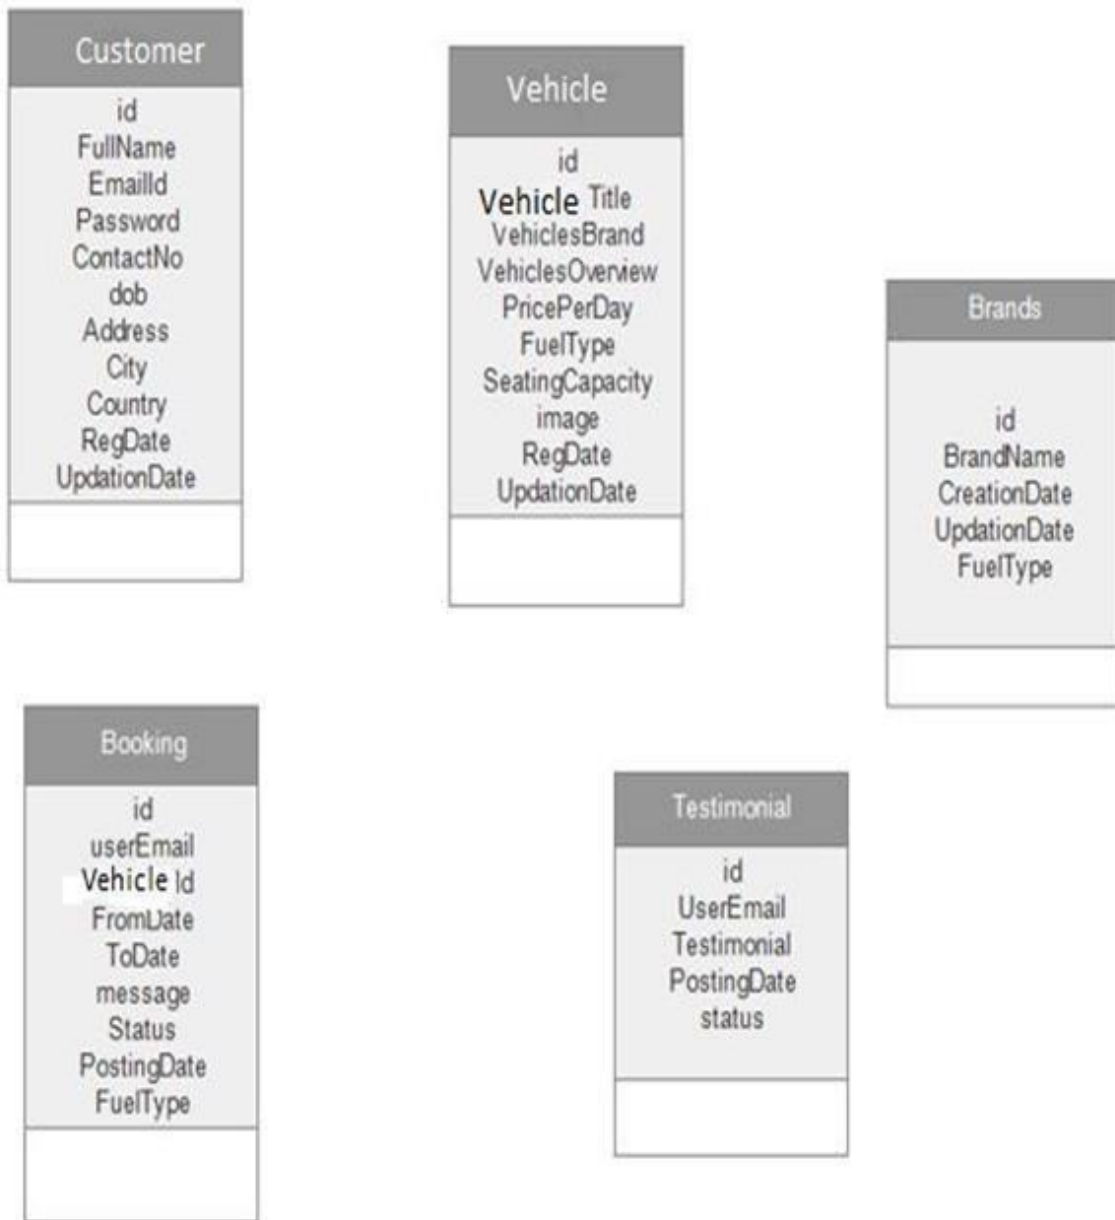 Customer
id
FullName
EmailId
Password
ContactNo
dob
Address
City
Country
RegDate
UpdationDate
Vehicle
id
Vehicle Title
VehiclesBrand
VehiclesOverview
PricePerDay
FuelType
SeatingCapacity
image
RegDate
UpdationDate
Brands
id
BrandName
CreationDate
UpdationDate
FuelType
Booking
id
userEmail
Vehicle Id
FromDate
ToDate
message
Status
PostingDate
FuelType
Testimonial
id
UserEmail
Testimonial
PostingDate
status